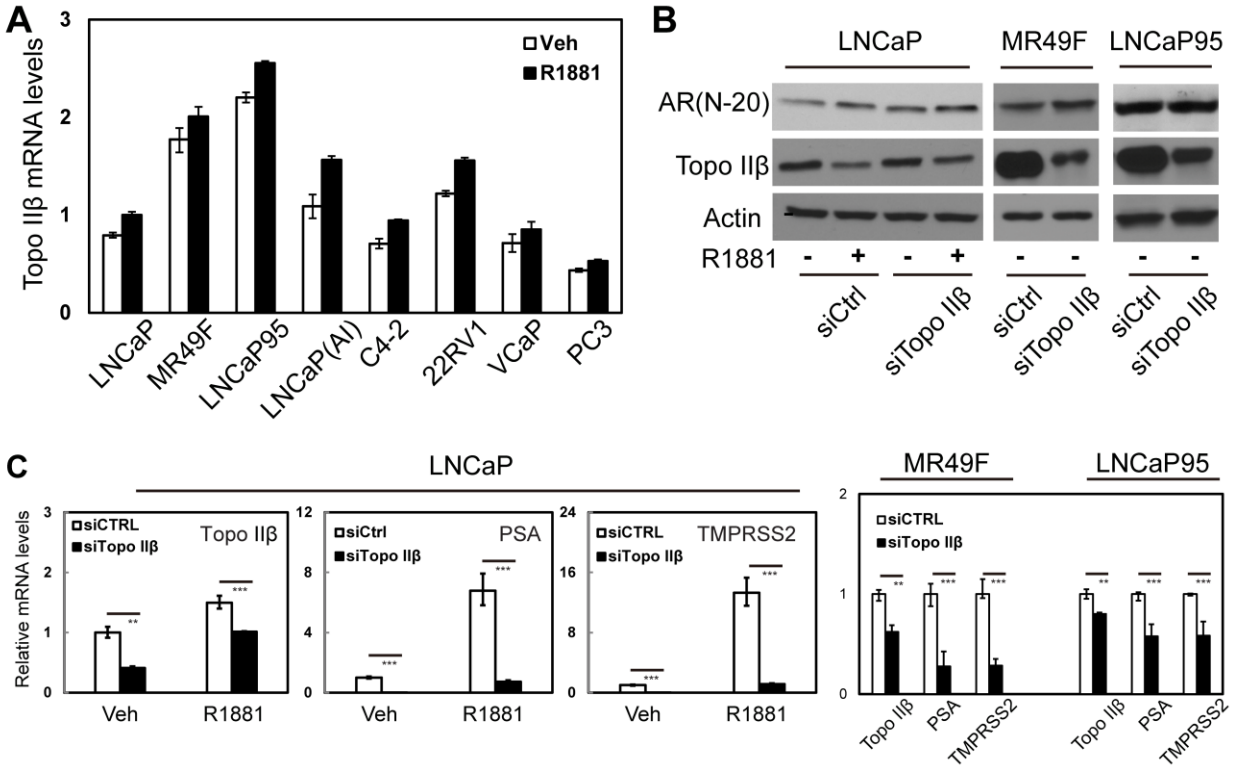 A
Topo IIβ mRNA levels
3
2
1
0
Veh
R1881
LNCaP
MR49F
LNCaP95
LNCaP(AI)
C4-2
22RV1
VCaP
PC3
B
LNCaP
MR49F
LNCaP95
AR(N-20)
Topo IIβ
Actin
R1881 - + - + - - - -
siCtrl
siTopo IIβ
siCtrl
siTopo IIβ
siCtrl
siTopo IIβ
C
LNCaP
Relative mRNA levels
3
2
1
0
siCTRL
siTopo IIβ
Topo IIβ
**
***
Veh
R1881
12
8
4
0
siCtrl
siTopo IIβ
PSA
***
***
Veh
R1881
24
16
8
0
siCTRL
siTopo IIβ
TMPRSS2
***
***
Veh
R1881
MR49F
LNCaP95
2
1
0
siCTRL
siTopo IIβ
**
***
***
**
***
***
Topo IIβ
PSA
TMPRSS2
Topo IIβ
PSA
TMPRSS2